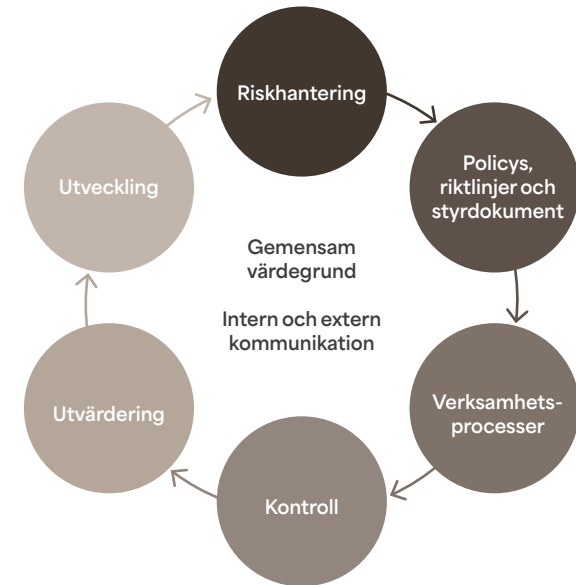 Riskhantering
Policys,
riktlinjer och
styrdokument
Verksamhets-
processer
Kontroll
Utvärdering
Utveckling
Gemensam
värdegrund
Intern och extern
kommunikation